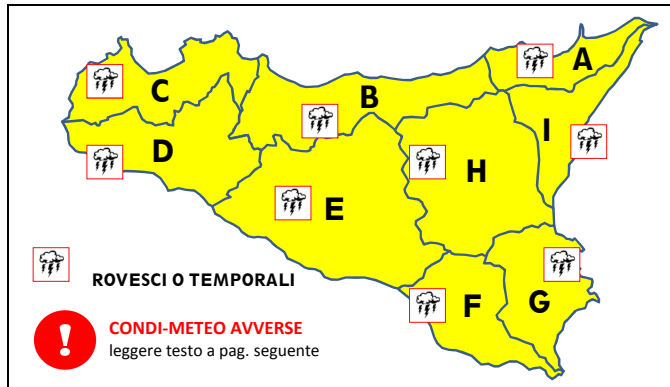 A
C
B
I
D
H
E
ROVESCI O TEMPORALI
F
G
!
CONDI-METEO AVVERSE
leggere testo a pag. seguente